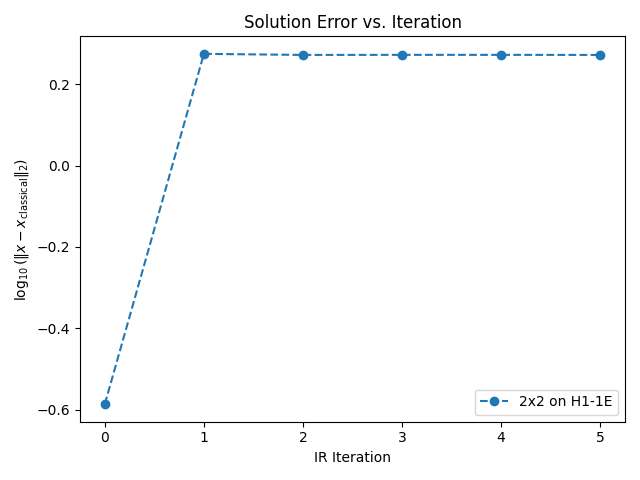 Solution Error vs. Iteration
log₁₀(‖x − x_classical‖₂)
0.2
0.0
−0.2
−0.4
−0.6
0 1 2 3 4 5
IR Iteration
2x2 on H1-1E